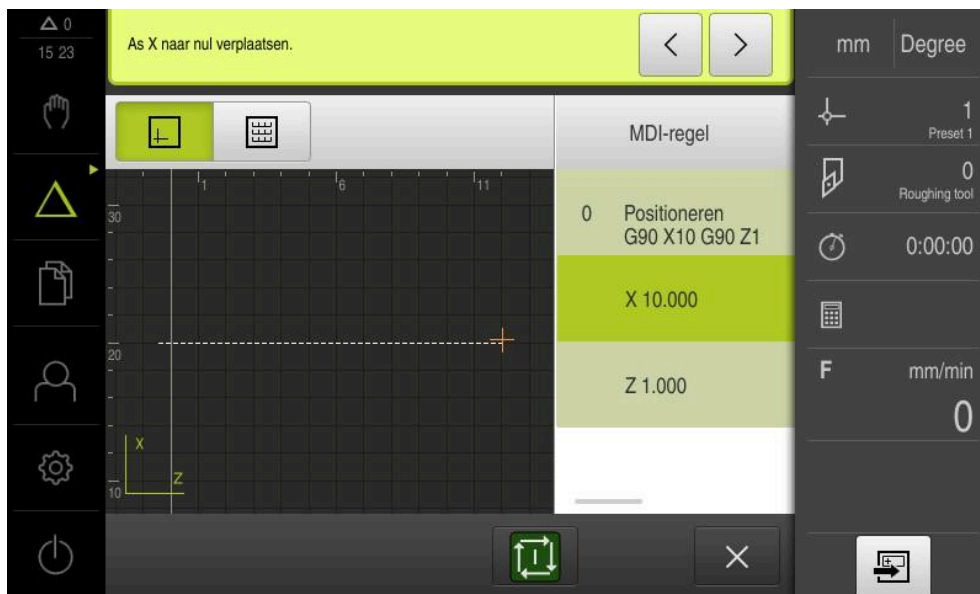 0
15 23
As X naar nul verplaatsen.
mm
Degree
MDI-regel
1
Preset 1
0
Roughing tool
0:00:00
F
mm/min
0
1
6
11
30
20
10
X
Z
0
Positioneren
G90 X10 G90 Z1
X 10.000
Z 1.000